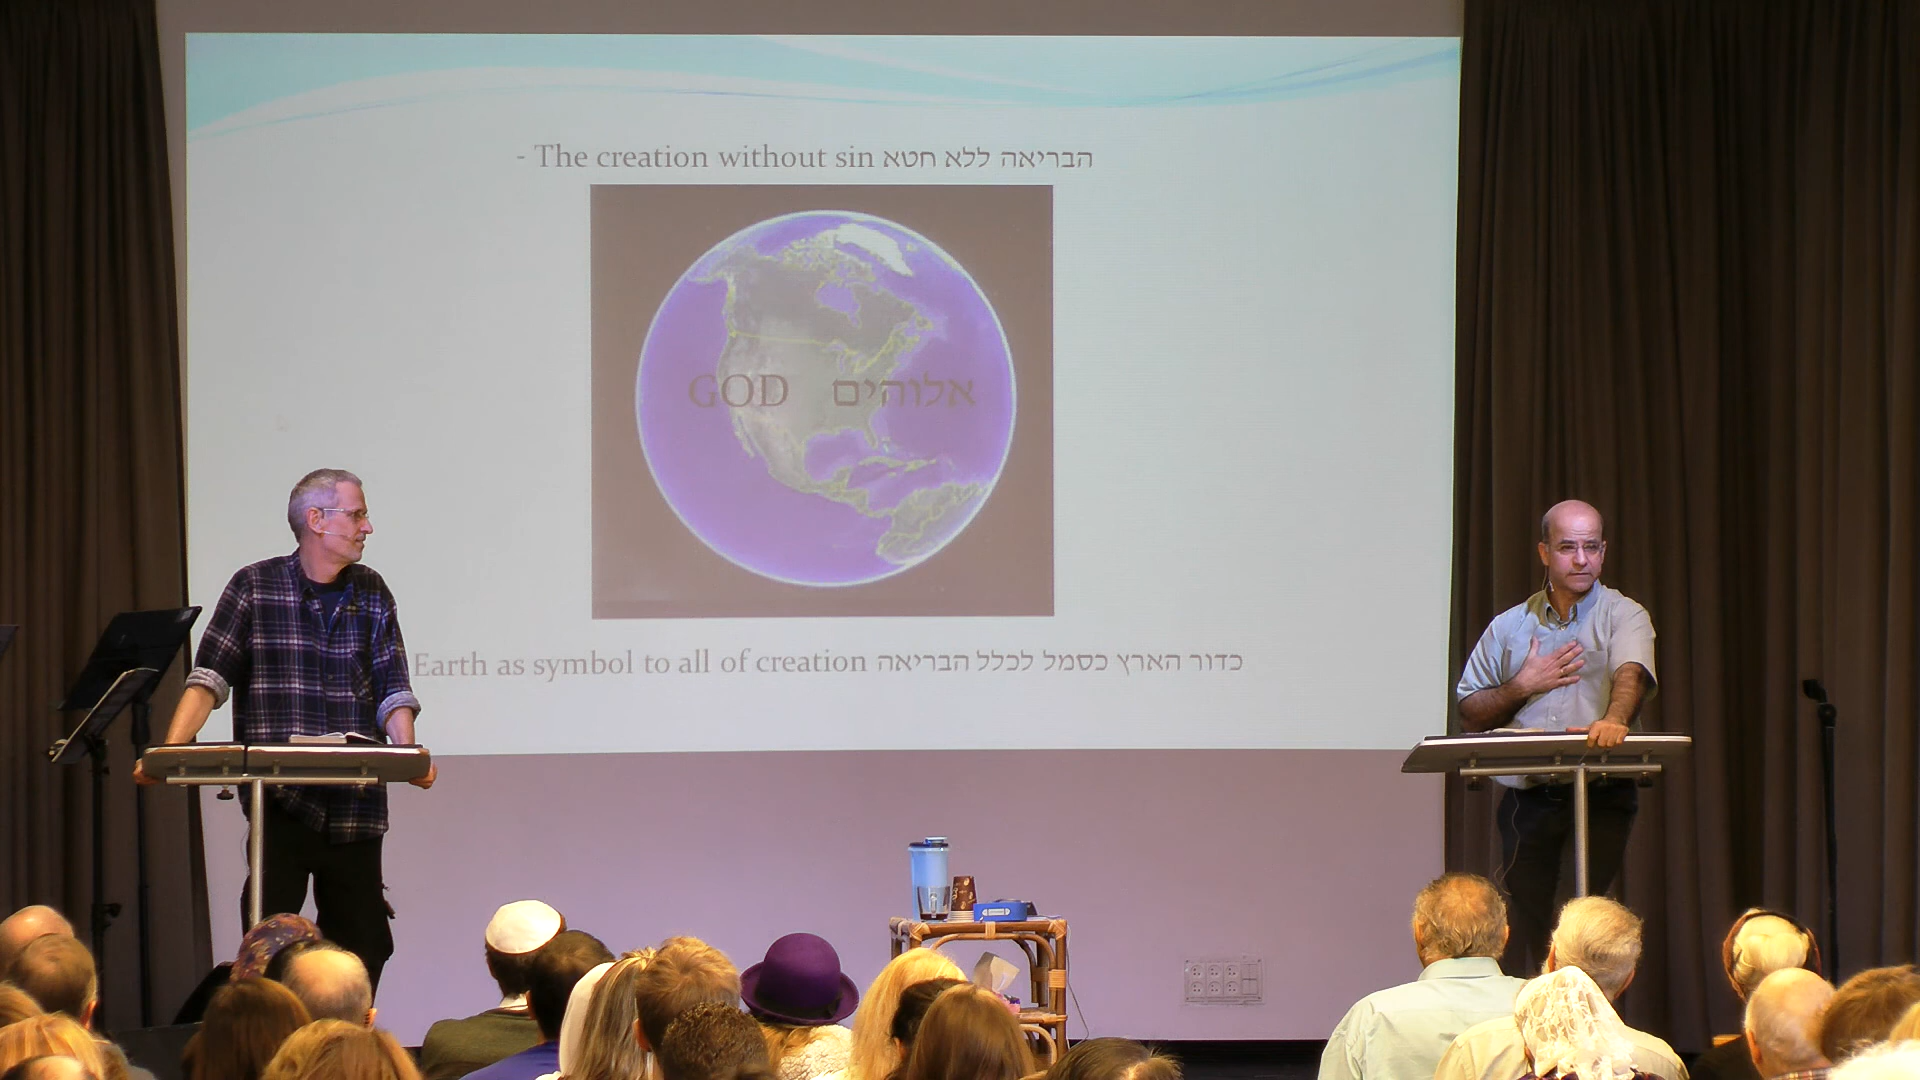 - The creation without sin הבריאה ללא חטא
GOD אלוהים
Earth as symbol to all of creation כדור הארץ כסמל לכלל הבריאה